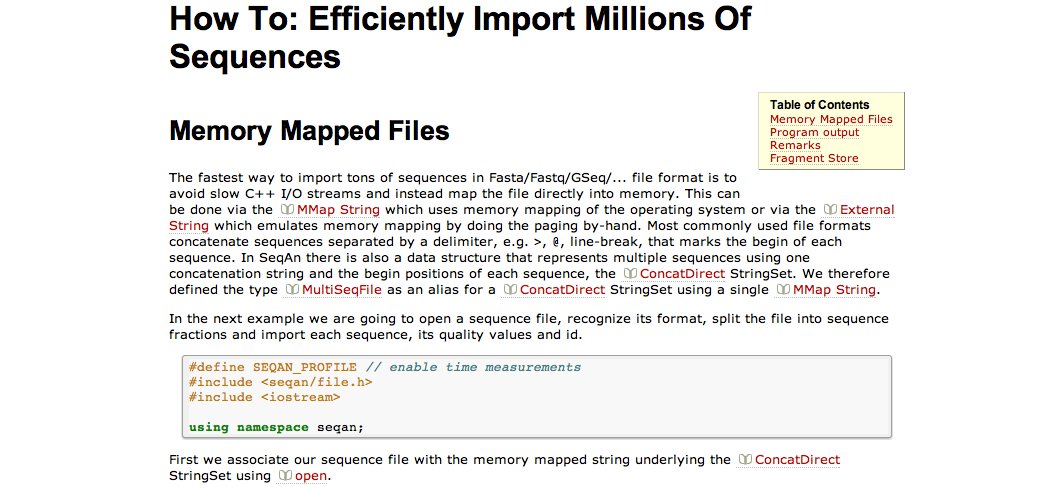 How To: Efficiently Import Millions Of
Sequences
Table of Contents
Memory Mapped Files
Program output
Remarks
Fragment Store
Memory Mapped Files
The fastest way to import tons of sequences in Fasta/Fastq/GSeq/... file format is to
avoid slow C++ I/O streams and instead map the file directly into memory. This can
be done via the MMap String which uses memory mapping of the operating system or via the External
String which emulates memory mapping by doing the paging by-hand. Most commonly used file formats
concatenate sequences separated by a delimiter, e.g. >, @, line-break, that marks the begin of each
sequence. In SeqAn there is also a data structure that represents multiple sequences using one
concatenation string and the begin positions of each sequence, the ConcatDirect StringSet. We therefore
defined the type MultiSeqFile as an alias for a ConcatDirect StringSet using a single MMap String.
In the next example we are going to open a sequence file, recognize its format, split the file into sequence
fractions and import each sequence, its quality values and id.
#define SEQAN_PROFILE // enable time measurements
#include <seqan/file.h>
#include <iostream>
using namespace seqan;
First we associate our sequence file with the memory mapped string underlying the ConcatDirect
StringSet using open.